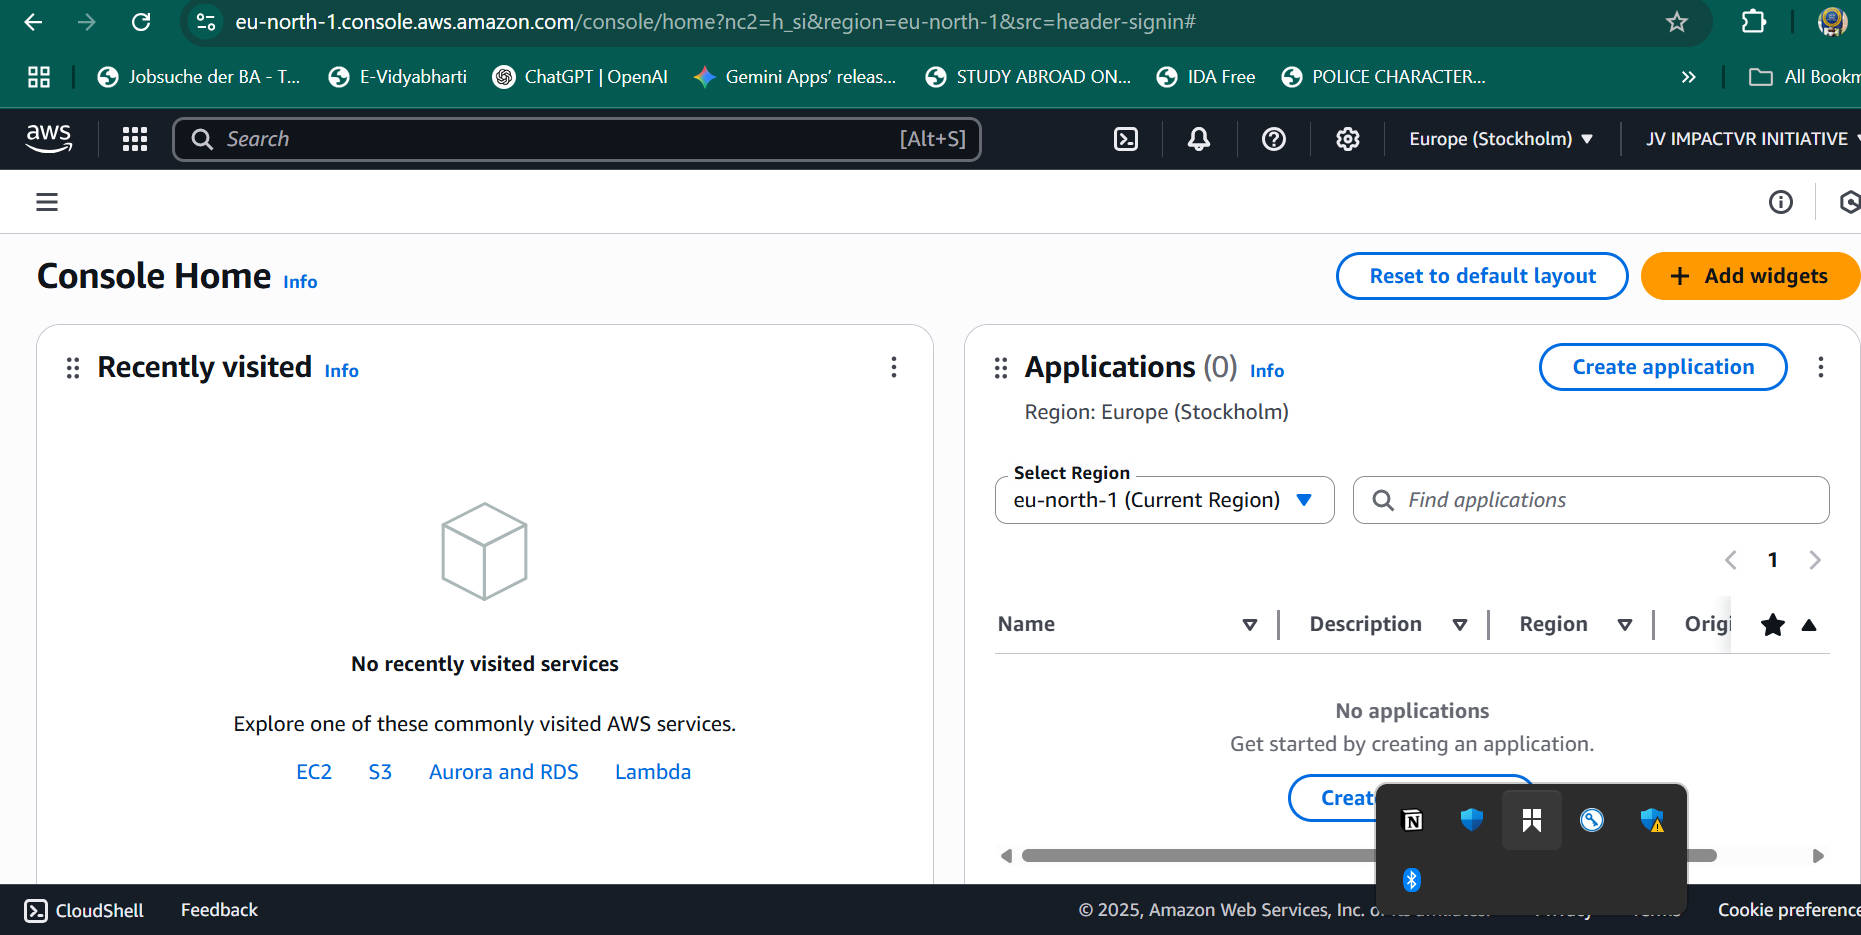 eu-north-1.console.aws.amazon.com/console/home?nc2=h_si&region=eu-north-1&src=header-signin#
Jobsuche der BA - T... E-Vidyabharti ChatGPT | OpenAI Gemini Apps' releas... STUDY ABROAD ON... IDA Free POLICE CHARACTER... » All Bookm
aws Search [Alt+S] Europe (Stockholm) JV IMPACTVR INITIATIVE
Console Home Info Reset to default layout + Add widgets
Recently visited Info
Applications (0) Info Create application
Region: Europe (Stockholm)
Select Region
eu-north-1 (Current Region) Find applications
1
Name Description Region Origi
No recently visited services
Explore one of these commonly visited AWS services.
EC2 S3 Aurora and RDS Lambda
No applications
Get started by creating an application.
Creat
CloudShell Feedback © 2025, Amazon Web Services, Inc. Cookie preference